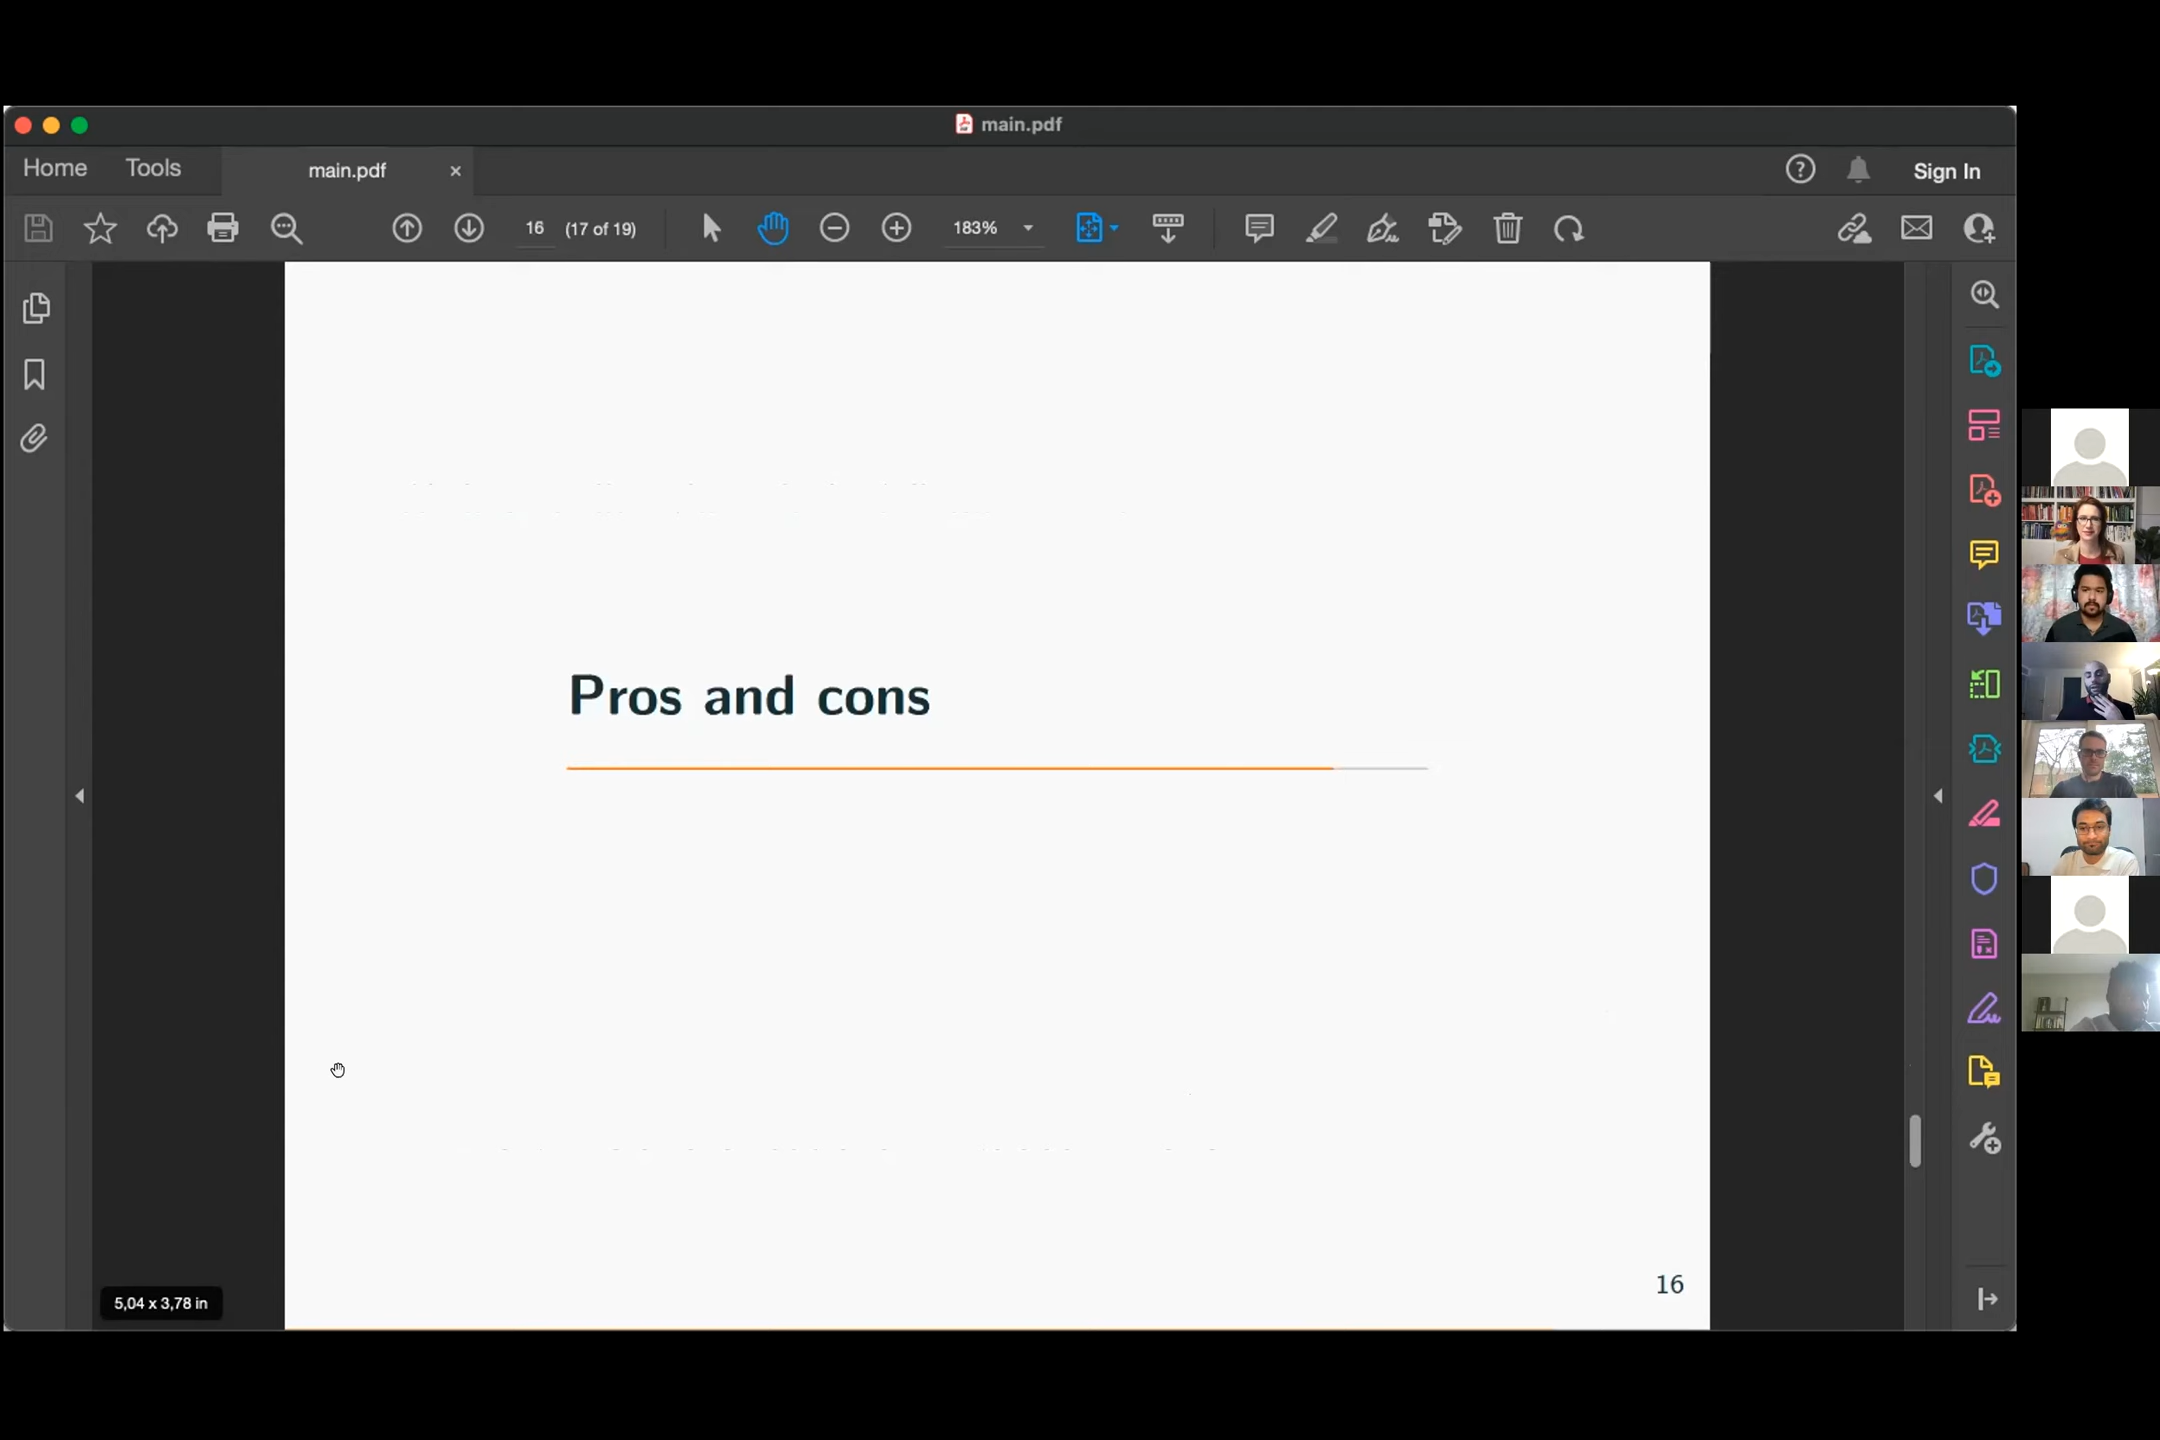 main.pdf
Home Tools main.pdf × Sign In
16 (17 of 19) 183%
Pros and cons
16
5,04 x 3,78 in